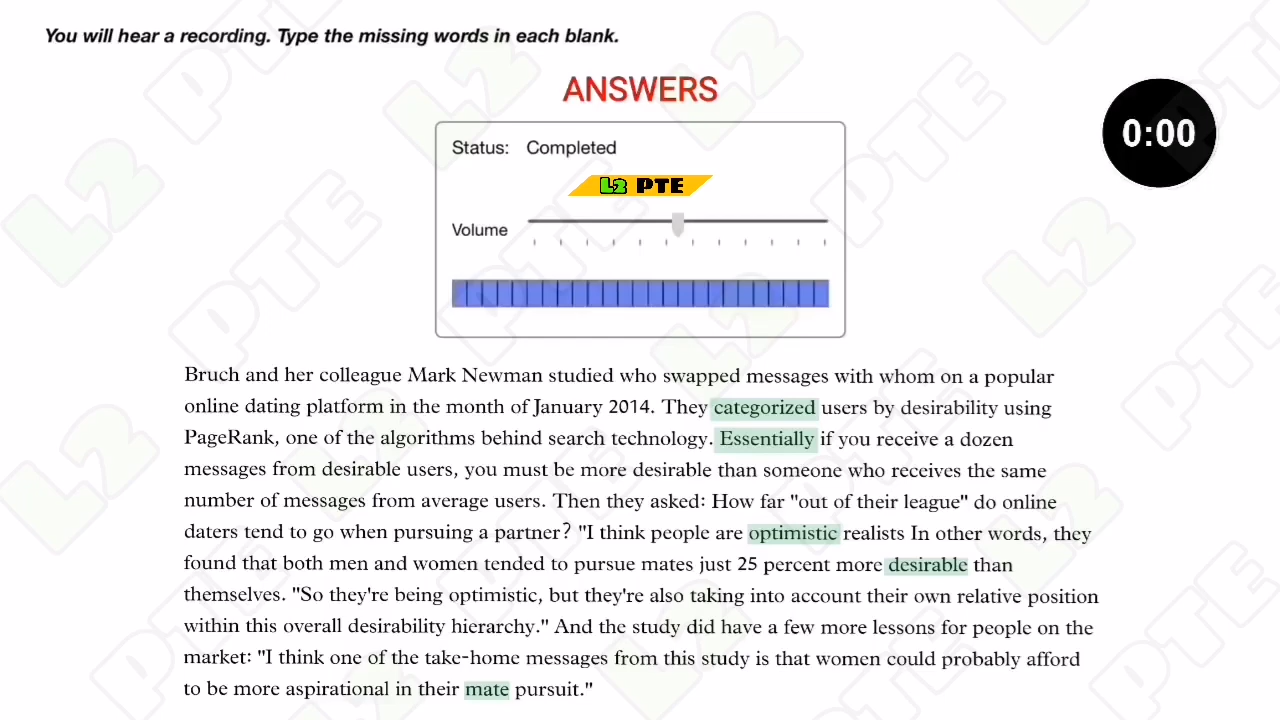 You will hear a recording. Type the missing words in each blank.
ANSWERS
0:00
Status: Completed
L2 PTE
Volume
Bruch and her colleague Mark Newman studied who swapped messages with whom on a popular
online dating platform in the month of January 2014. They categorized users by desirability using
PageRank, one of the algorithms behind search technology. Essentially if you receive a dozen
messages from desirable users, you must be more desirable than someone who receives the same
number of messages from average users. Then they asked: How far "out of their league" do online
daters tend to go when pursuing a partner? "I think people are optimistic realists In other words, they
found that both men and women tended to pursue mates just 25 percent more desirable than
themselves. "So they're being optimistic, but they're also taking into account their own relative position
within this overall desirability hierarchy." And the study did have a few more lessons for people on the
market: "I think one of the take-home messages from this study is that women could probably afford
to be more aspirational in their mate pursuit."